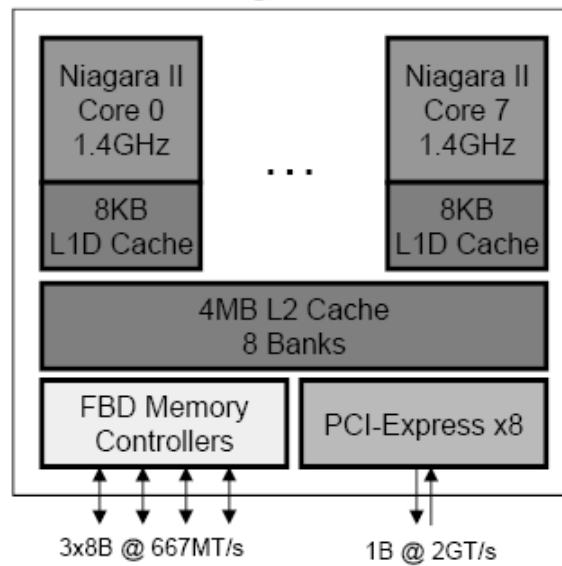 Niagara II
Core 0
1.4GHz
8KB
L1D Cache
...
Niagara II
Core 7
1.4GHz
8KB
L1D Cache
4MB L2 Cache
8 Banks
FBD Memory
Controllers
PCI-Express x8
3x8B @ 667MT/s
1B @ 2GT/s